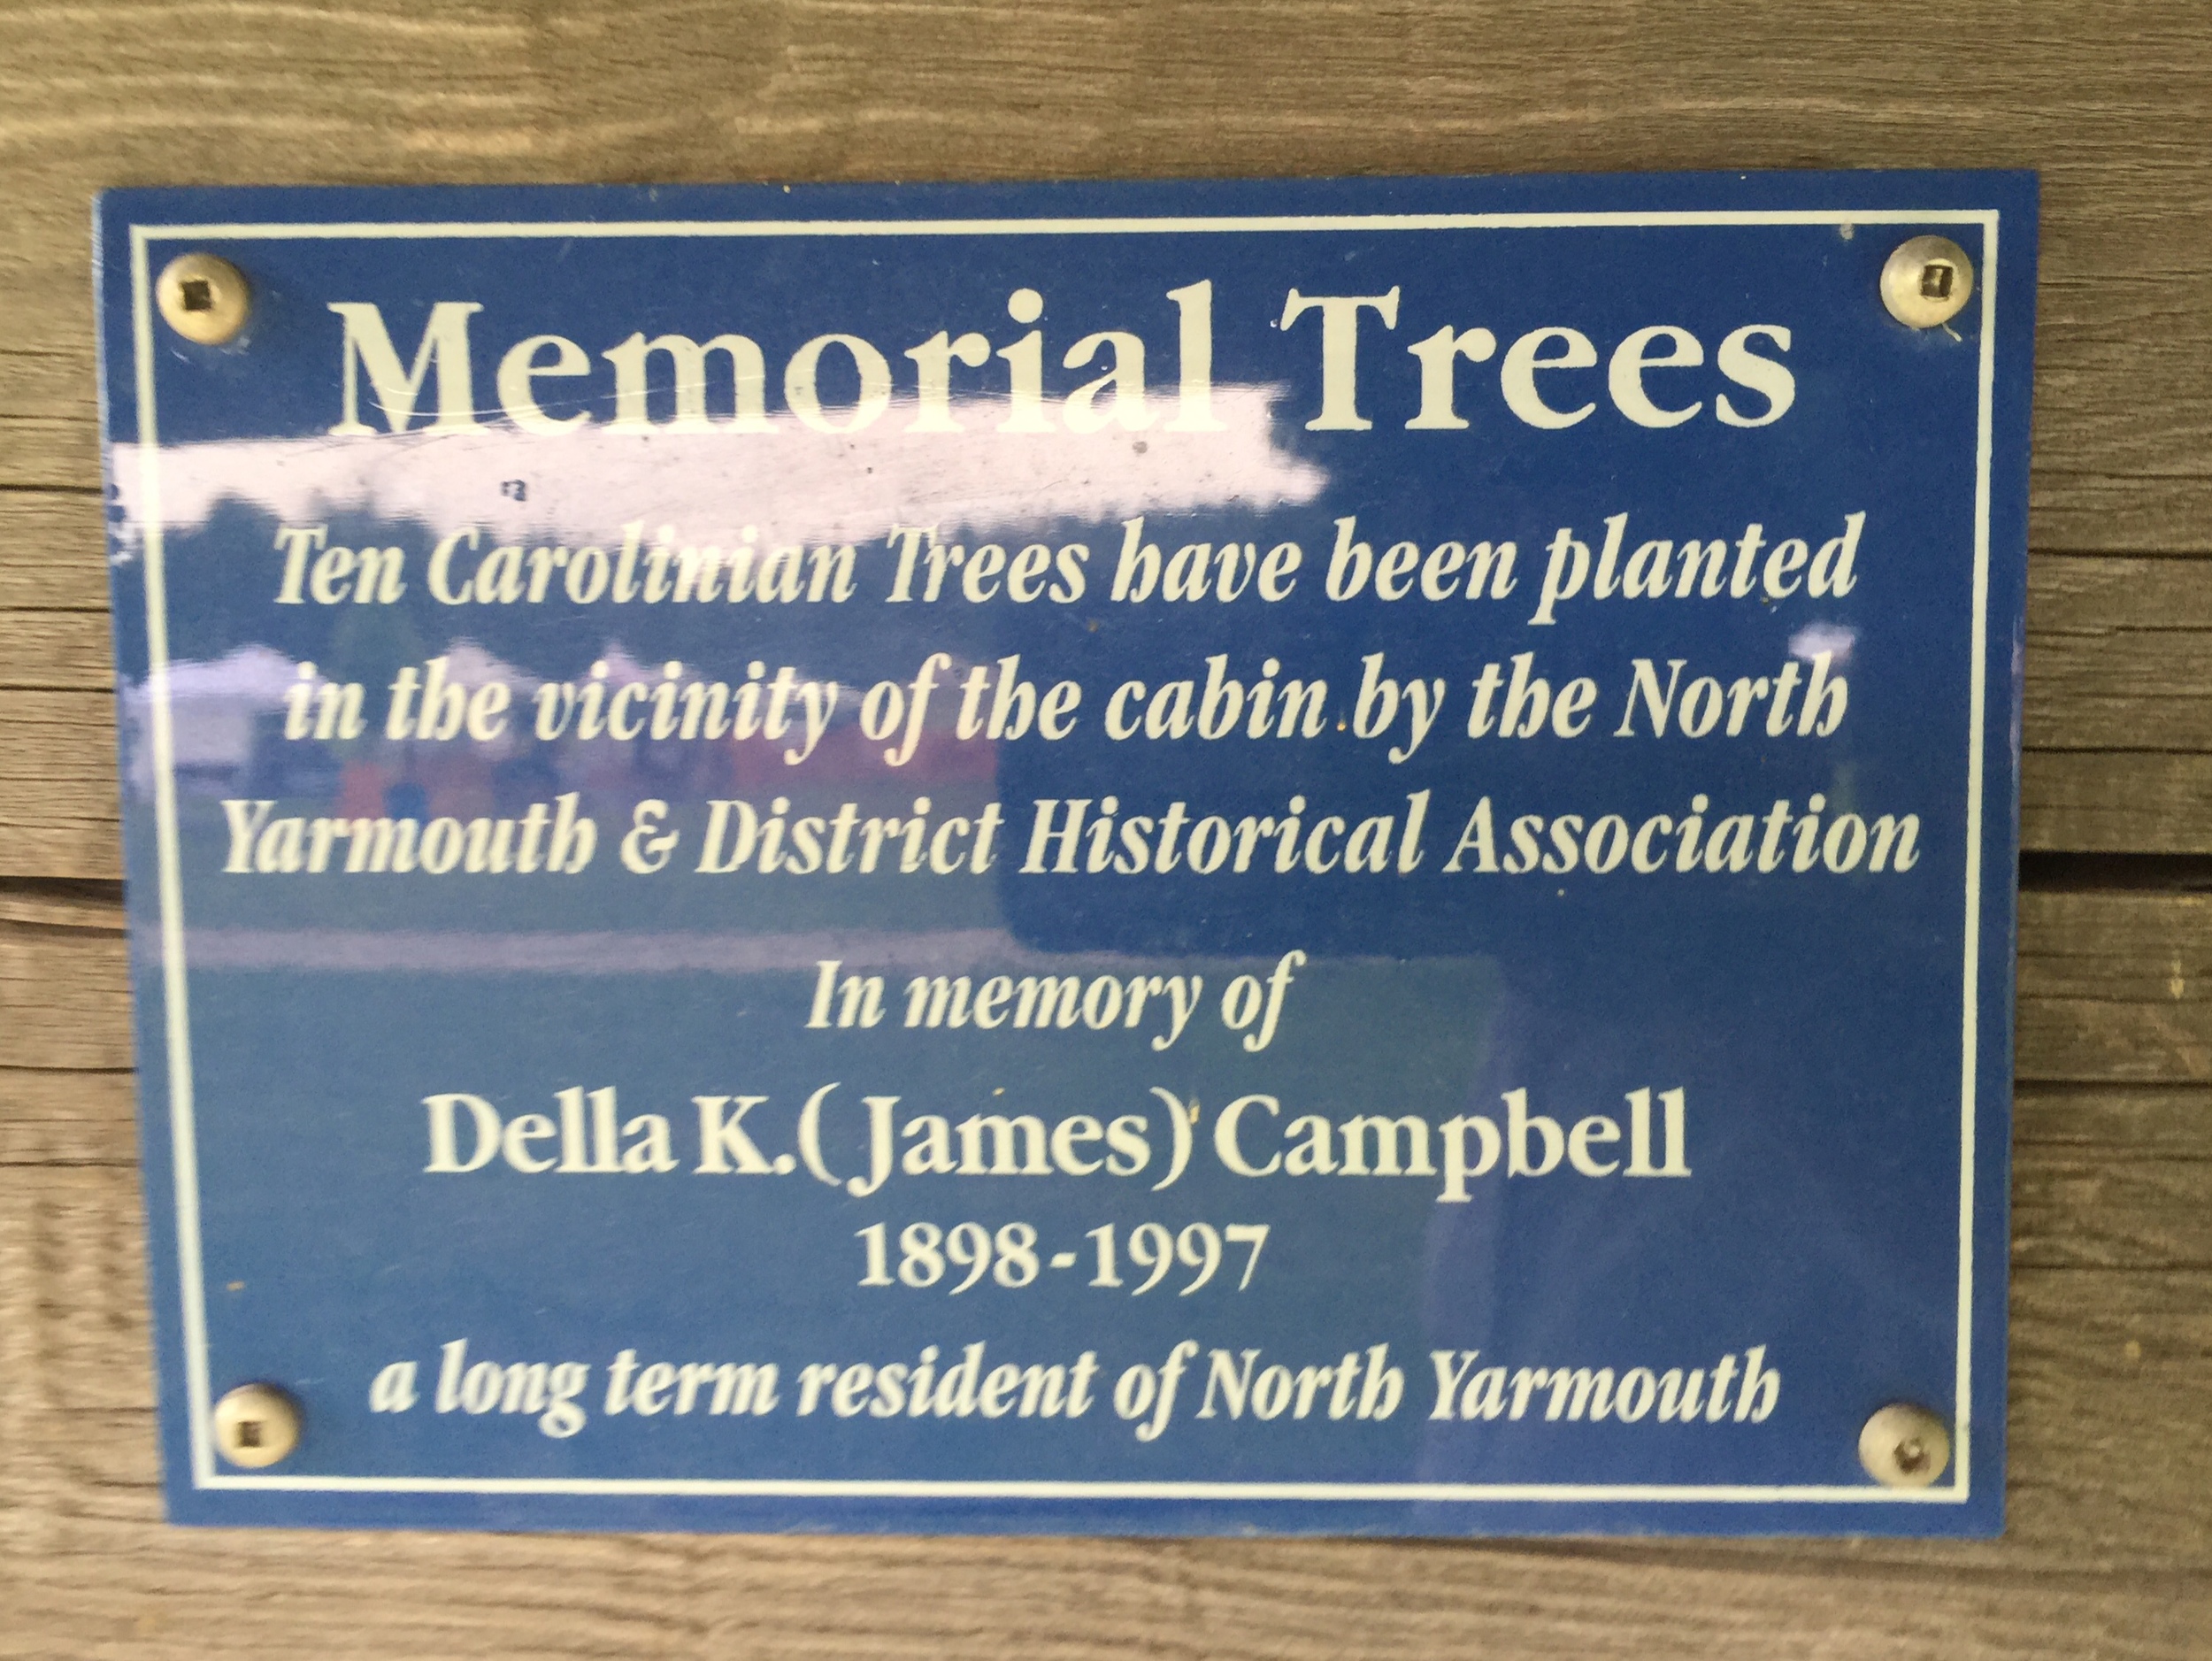 Memorial Trees
Ten Carolinian Trees have been planted
in the vicinity of the cabin by the North
Yarmouth & District Historical Association
In memory of
Della K.(James) Campbell
1898-1997
a long term resident of North Yarmouth